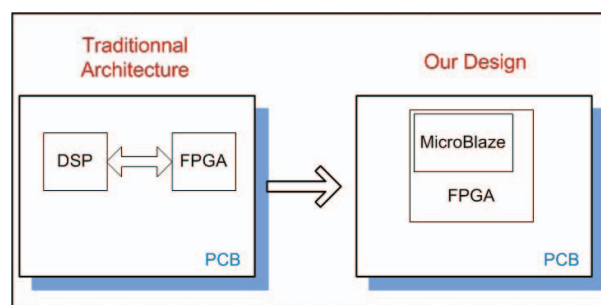 Traditionnal
Architecture
DSP
FPGA
PCB
Our Design
MicroBlaze
FPGA
PCB